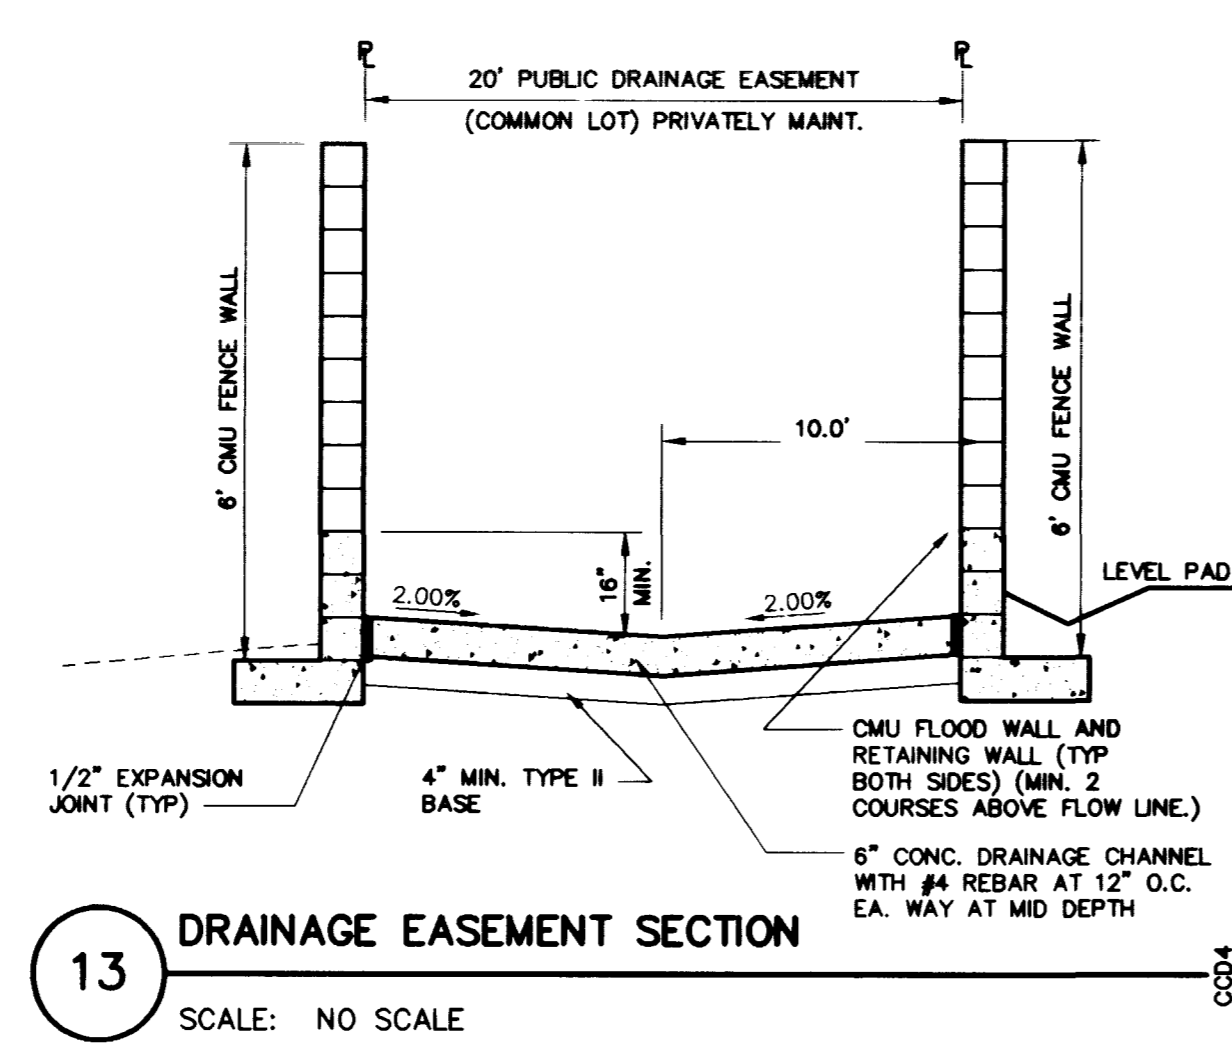 PL
PL
20' PUBLIC DRAINAGE EASEMENT
(COMMON LOT) PRIVATELY MAINT.
6' CMU FENCE WALL
6' CMU FENCE WALL
10.0'
16"
MIN.
2.00%
2.00%
LEVEL PAD
CMU FLOOD WALL AND
RETAINING WALL (TYP
BOTH SIDES) (MIN. 2
COURSES ABOVE FLOW LINE.)
1/2" EXPANSION
JOINT (TYP)
4" MIN. TYPE II
BASE
6" CONC. DRAINAGE CHANNEL
WITH #4 REBAR AT 12" O.C.
EA. WAY AT MID DEPTH
13
DRAINAGE EASEMENT SECTION
SCALE: NO SCALE
CCD4